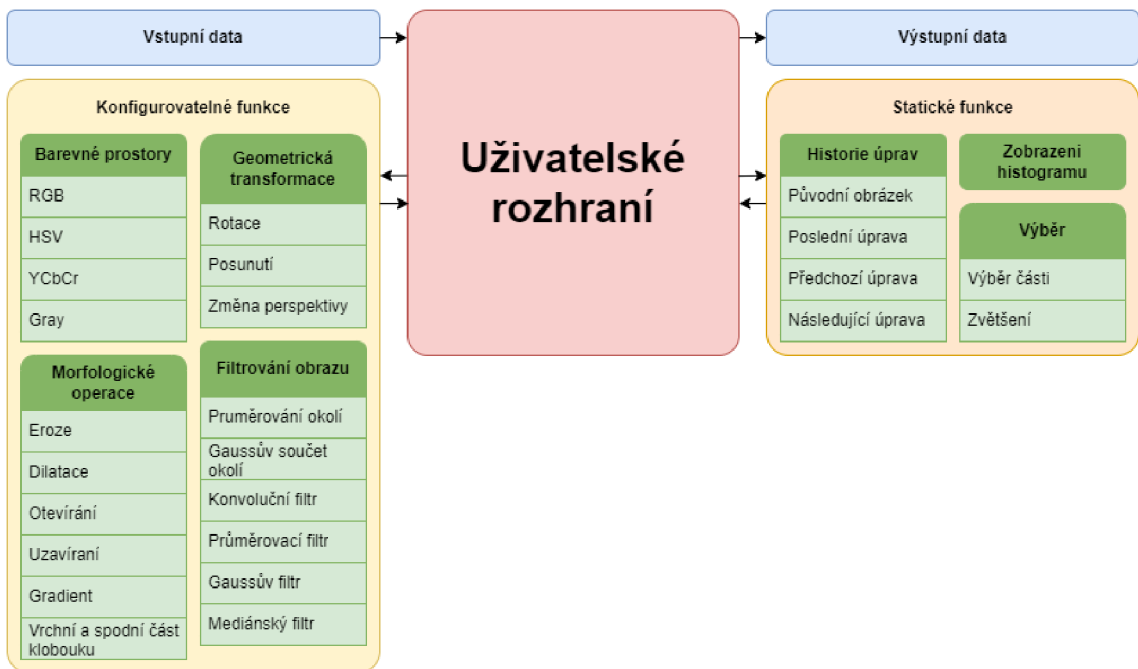 Vstupní data
Konfigurovatelné funkce
Barevné prostory
RGB
HSV
YCbCr
Gray
Geometrická
transformace
Rotace
Posunutí
Změna perspektivy
Morfologické
operace
Eroze
Dilatace
Otevírání
Uzavíraní
Gradient
Vrchní a spodní část
klobouku
Filtrování obrazu
Pruměrování okolí
Gaussův součet
okolí
Konvoluční filtr
Průměrovací filtr
Gaussův filtr
Mediánský filtr
Uživatelské
rozhraní
Výstupní data
Statické funkce
Historie úprav
Původní obrázek
Poslední úprava
Předchozí úprava
Následující úprava
Zobrazeni
histogramu
Výběr
Výběr části
Zvětšení